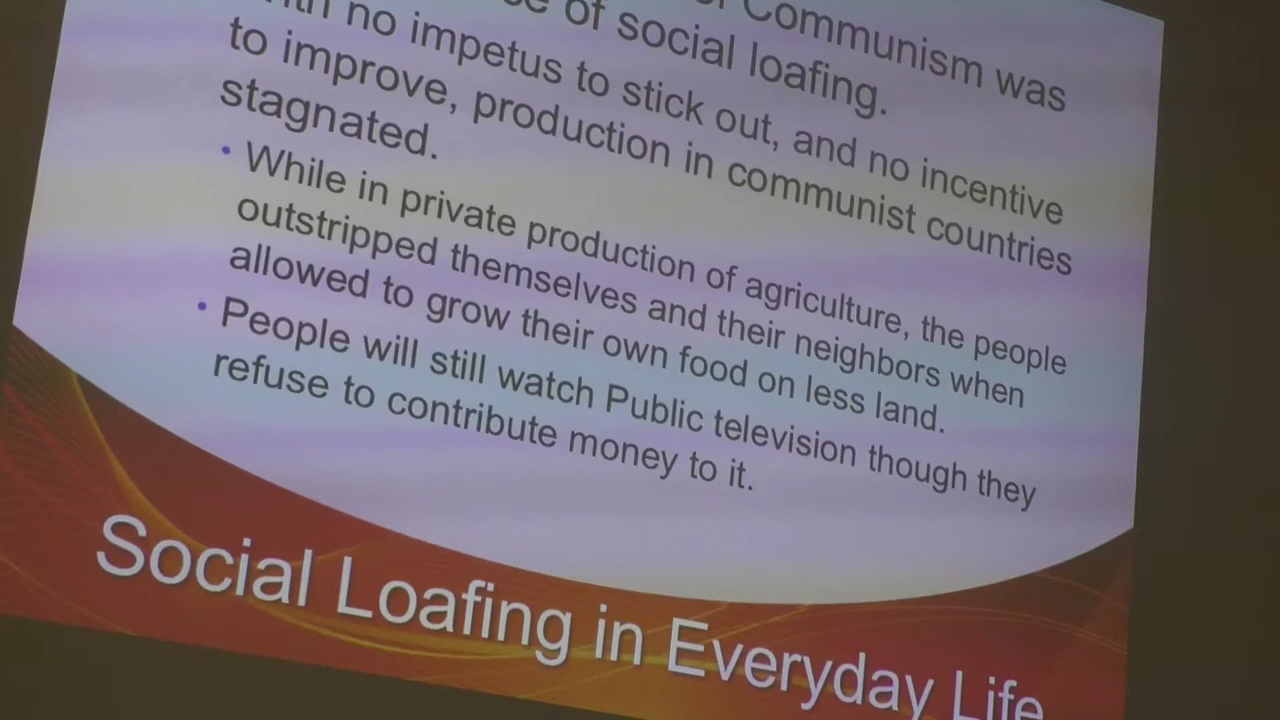 Communism was
of social loafing.
no impetus to stick out, and no incentive
to improve, production in communist countries
stagnated.
• While in private production of agriculture, the people
outstripped themselves and their neighbors when
allowed to grow their own food on less land.
• People will still watch Public television though they
refuse to contribute money to it.
Social Loafing in Everyday Life